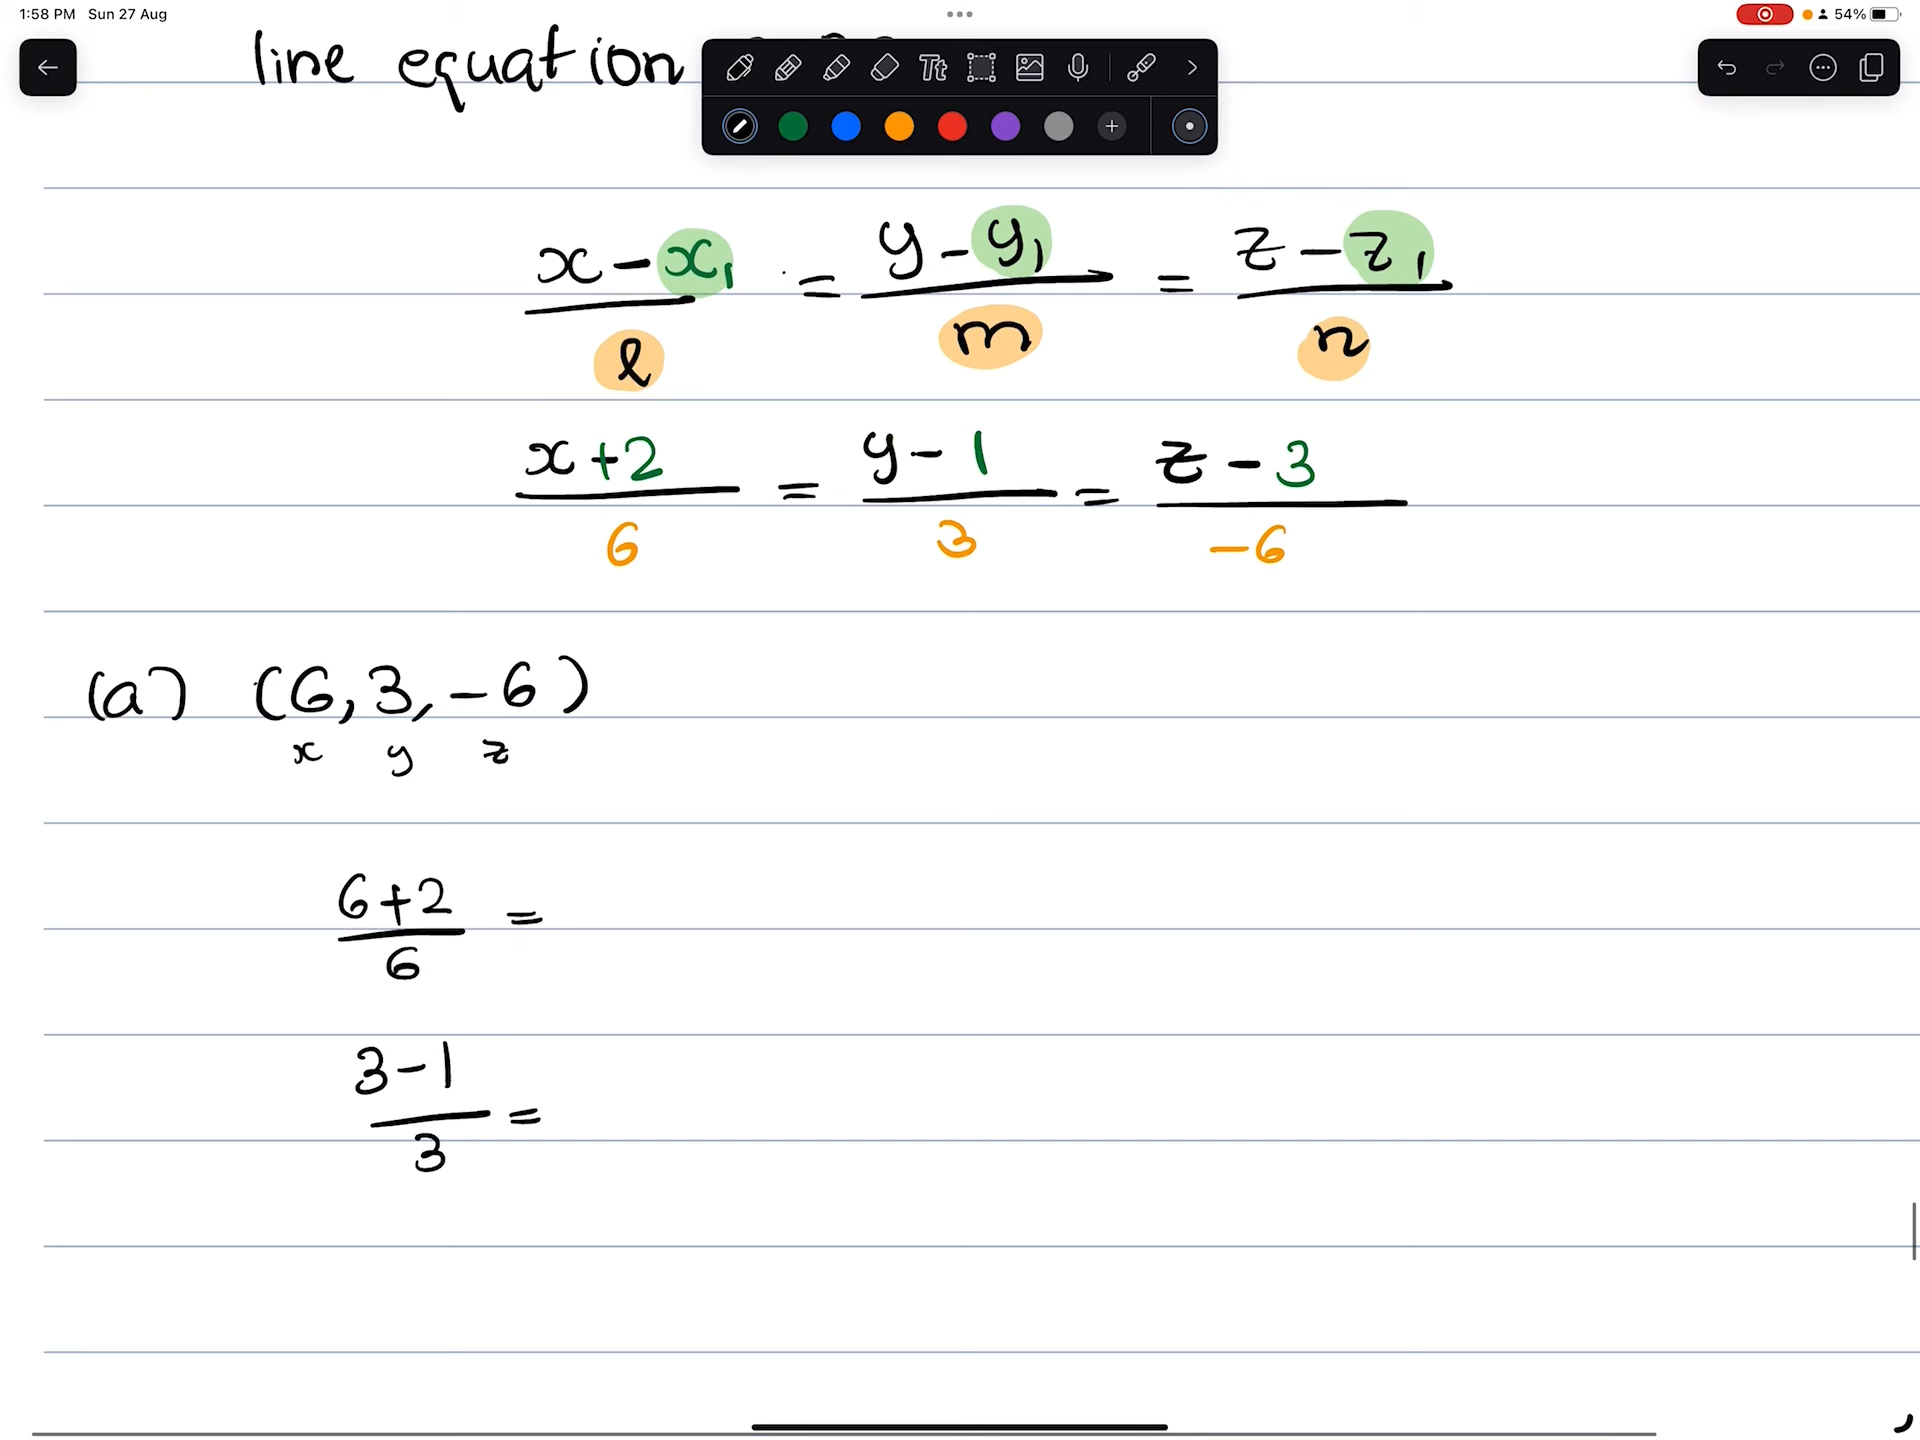 1:58 PM Sun 27 Aug
54%
line equation
Tt
x - x₁ / l = y - y₁ / m = z - z₁ / n
x + 2 / 6 = y - 1 / 3 = z - 3 / -6
(a) (6, 3, -6)
x y z
6 + 2 / 6 =
3 - 1 / 3 =